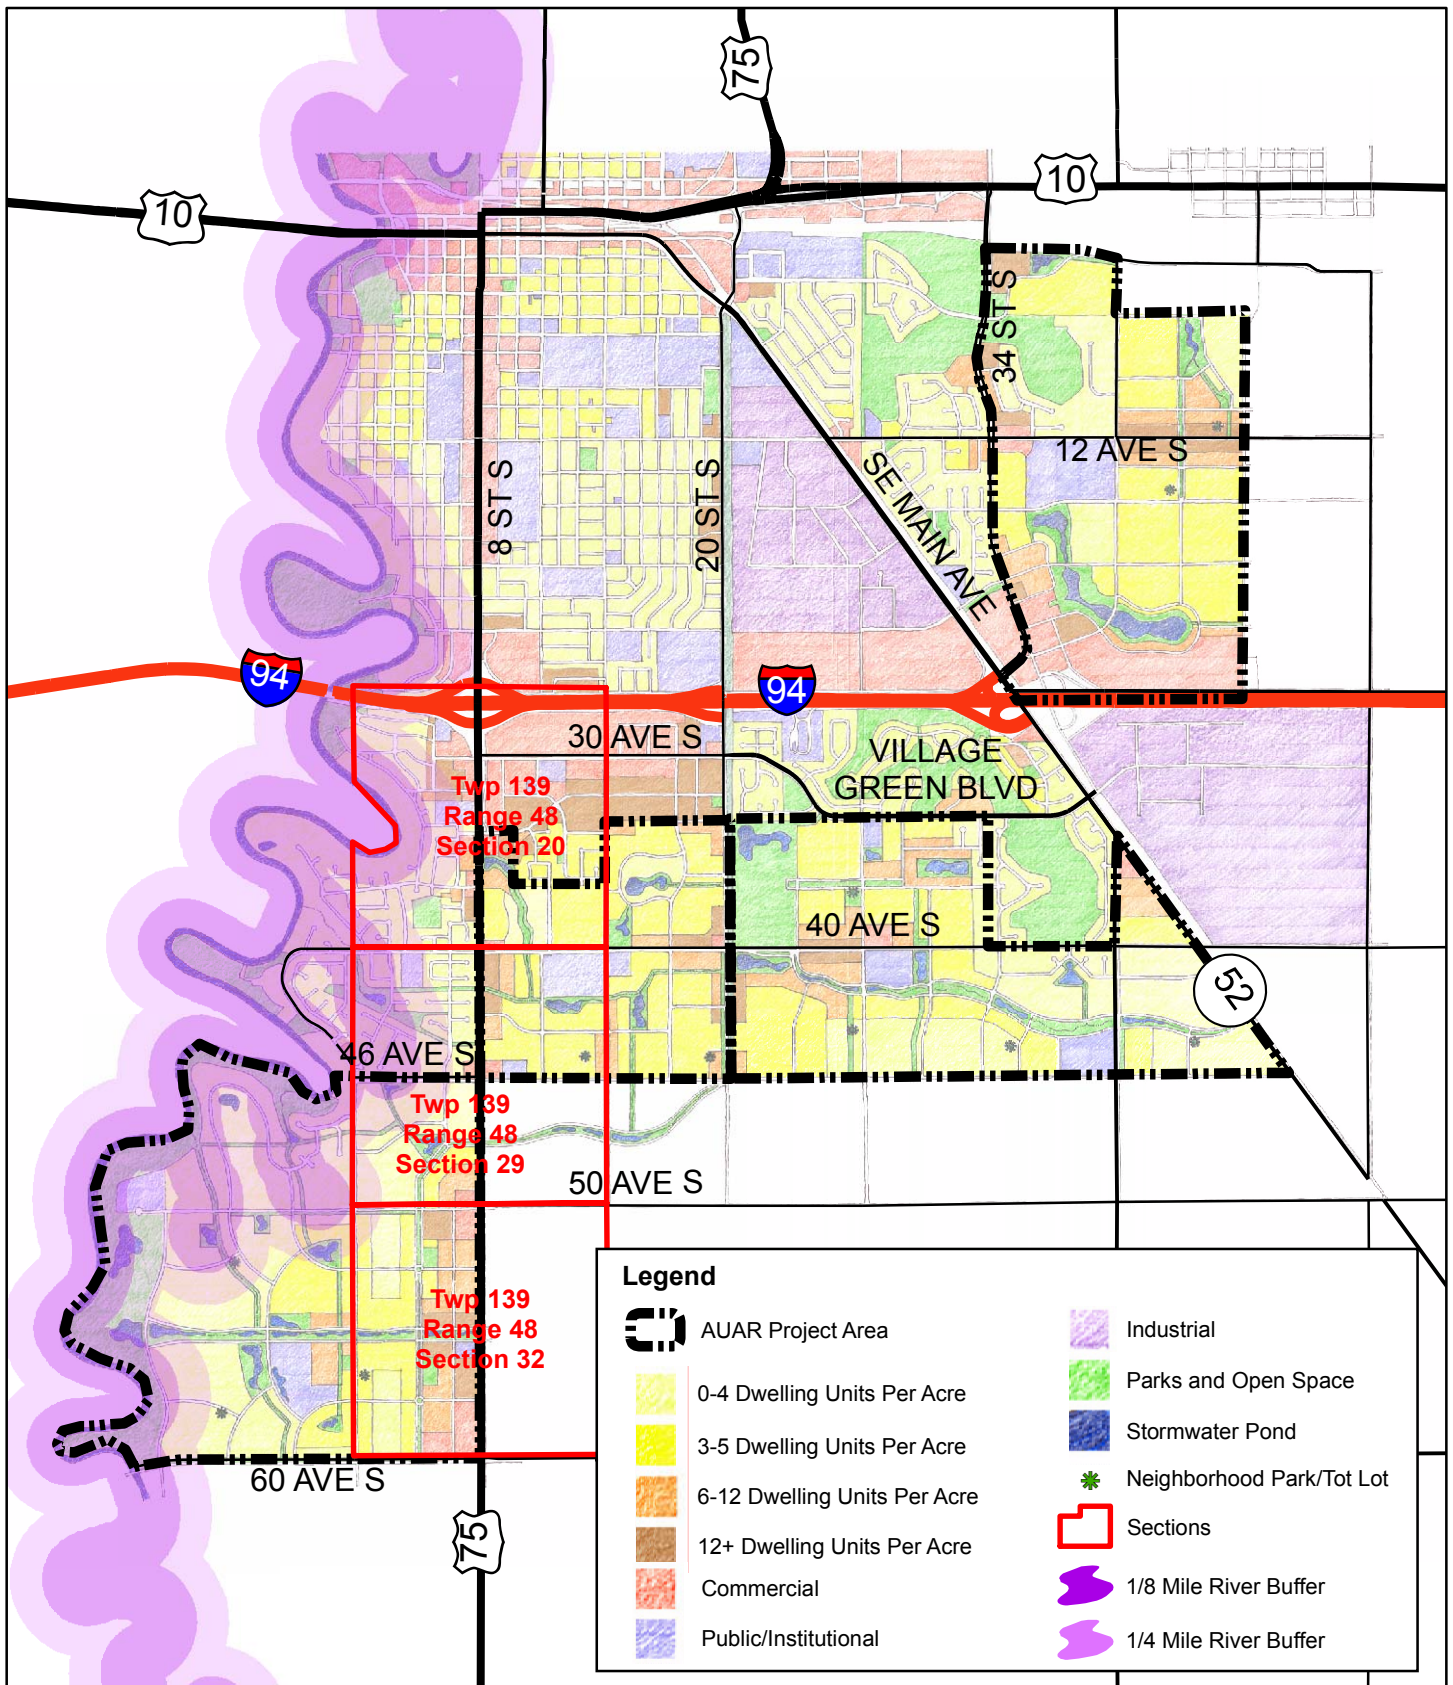 75
10
10
34 ST S
12 AVE S
8 ST S
20 ST S
SE MAIN AVE
94
94
30 AVE S
VILLAGE
GREEN BLVD
Twp 139
Range 48
Section 20
40 AVE S
52
46 AVE S
Twp 139
Range 48
Section 29
50 AVE S
Twp 139
Range 48
Section 32
60 AVE S
75
Legend
AUAR Project Area
0-4 Dwelling Units Per Acre
3-5 Dwelling Units Per Acre
6-12 Dwelling Units Per Acre
12+ Dwelling Units Per Acre
Commercial
Public/Institutional
Industrial
Parks and Open Space
Stormwater Pond
Neighborhood Park/Tot Lot
Sections
1/8 Mile River Buffer
1/4 Mile River Buffer